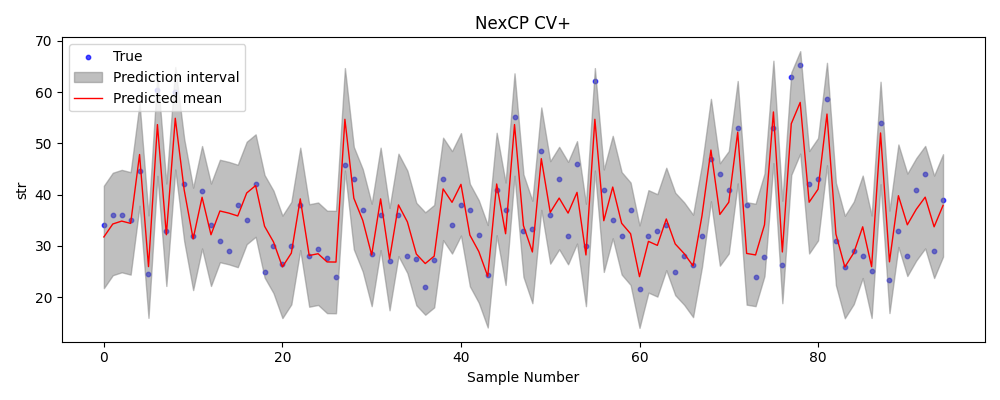 NexCP CV+
True
Prediction interval
Predicted mean
70
60
50
40
30
20
str
0
20
40
60
80
Sample Number